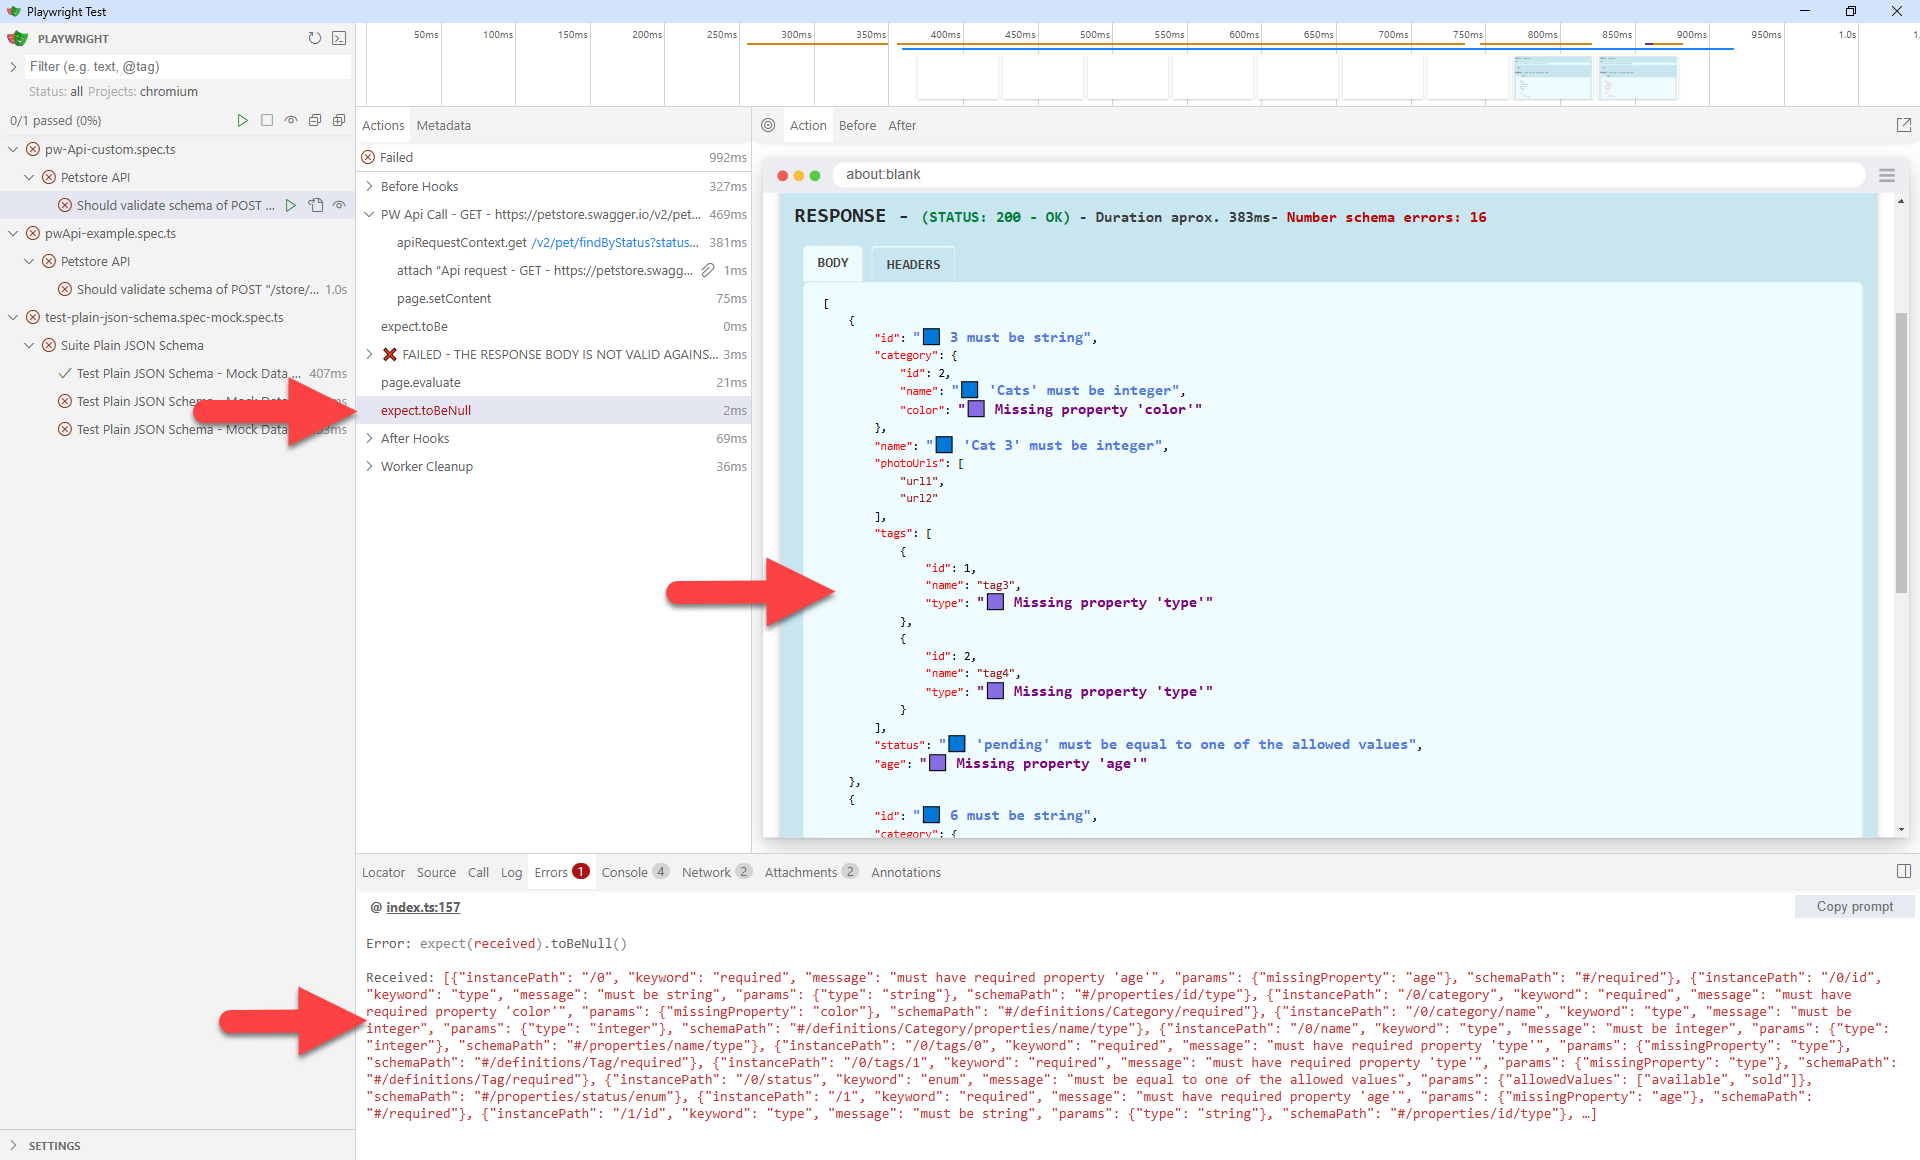 Playwright Test
PLAYWRIGHT
Filter (e.g. text, @tag)
Status: all Projects: chromium
0/1 passed (0%)
pw-Api-custom.spec.ts
Petstore API
Should validate schema of POST ...
pwApi-example.spec.ts
Petstore API
Should validate schema of POST "/store/... 1.0s
test-plain-json-schema.spec-mock.spec.ts
Suite Plain JSON Schema
Test Plain JSON Schema - Mock Data ... 407ms
Test Plain JSON Schema - Mock Data
Test Plain JSON Schema - Mock Data
SETTINGS
50ms 100ms 150ms 200ms 250ms 300ms 350ms 400ms 450ms 500ms 550ms 600ms 650ms 700ms 750ms 800ms 850ms 900ms 950ms 1.0s
Actions Metadata
Failed 992ms
Before Hooks 327ms
PW Api Call - GET - https://petstore.swagger.io/v2/pet... 469ms
apiRequestContext.get /v2/pet/findByStatus?status... 381ms
attach "Api request - GET - https://petstore.swagg... 1ms
page.setContent 75ms
expect.toBe 0ms
❌ FAILED - THE RESPONSE BODY IS NOT VALID AGAINS... 3ms
page.evaluate 21ms
expect.toBeNull 2ms
After Hooks 69ms
Worker Cleanup 36ms
Action Before After
about:blank
RESPONSE - (STATUS: 200 - OK) - Duration aprox. 383ms- Number schema errors: 16
BODY HEADERS
[
{
"id": "🟦 3 must be string",
"category": {
"id": 2,
"name": "🟦 'Cats' must be integer",
"color": "🟪 Missing property 'color'"
},
"name": "🟦 'Cat 3' must be integer",
"photoUrls": [
"url1",
"url2"
],
"tags": [
{
"id": 1,
"name": "tag3",
"type": "🟪 Missing property 'type'"
},
{
"id": 2,
"name": "tag4",
"type": "🟪 Missing property 'type'"
}
],
"status": "🟦 'pending' must be equal to one of the allowed values",
"age": "🟪 Missing property 'age'"
},
{
"id": "🟦 6 must be string",
"category": {
Locator Source Call Log Errors 1 Console 4 Network 2 Attachments 2 Annotations
@ index.ts:157
Copy prompt
Error: expect(received).toBeNull()
Received: [{"instancePath": "/0", "keyword": "required", "message": "must have required property 'age'", "params": {"missingProperty": "age"}, "schemaPath": "#/required"}, {"instancePath": "/0/id",
"keyword": "type", "message": "must be string", "params": {"type": "string"}, "schemaPath": "#/properties/id/type"}, {"instancePath": "/0/category", "keyword": "required", "message": "must have
required property 'color'", "params": {"missingProperty": "color"}, "schemaPath": "#/definitions/Category/required"}, {"instancePath": "/0/category/name", "keyword": "type", "message": "must be
integer", "params": {"type": "integer"}, "schemaPath": "#/definitions/Category/properties/name/type"}, {"instancePath": "/0/name", "keyword": "type", "message": "must be integer", "params": {"type":
"integer"}, "schemaPath": "#/properties/name/type"}, {"instancePath": "/0/tags/0", "keyword": "required", "message": "must have required property 'type'", "params": {"missingProperty": "type"},
"schemaPath": "#/definitions/Tag/required"}, {"instancePath": "/0/tags/1", "keyword": "required", "message": "must have required property 'type'", "params": {"missingProperty": "type"}, "schemaPath":
"#/definitions/Tag/required"}, {"instancePath": "/0/status", "keyword": "enum", "message": "must be equal to one of the allowed values", "params": {"allowedValues": ["available", "sold"]},
"schemaPath": "#/properties/status/enum"}, {"instancePath": "/1", "keyword": "required", "message": "must have required property 'age'", "params": {"missingProperty": "age"}, "schemaPath":
"#/required"}, {"instancePath": "/1/id", "keyword": "type", "message": "must be string", "params": {"type": "string"}, "schemaPath": "#/properties/id/type"}, …]